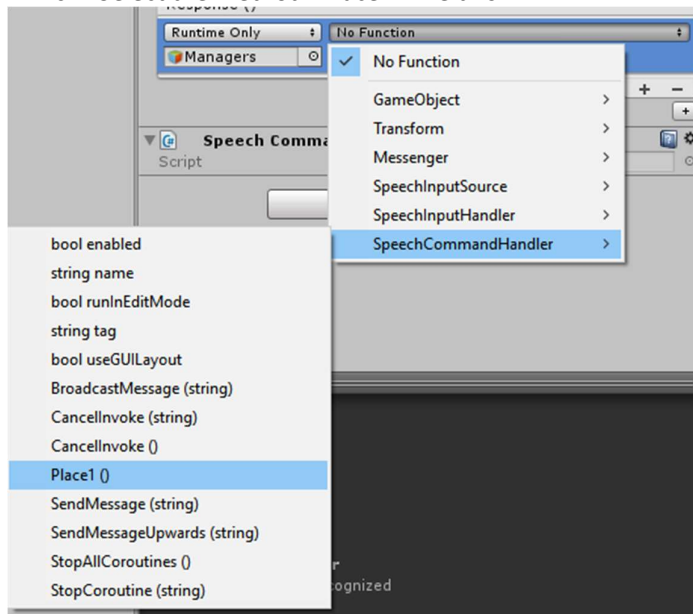 Response ()
Runtime Only No Function
Managers
No Function
GameObject
Transform
Messenger
SpeechInputSource
SpeechInputHandler
SpeechCommandHandler
Speech Comma
Script
bool enabled
string name
bool runInEditMode
string tag
bool useGUILayout
BroadcastMessage (string)
CancelInvoke (string)
CancelInvoke ()
Place1 ()
SendMessage (string)
SendMessageUpwards (string)
StopAllCoroutines ()
StopCoroutine (string)
r
ognized